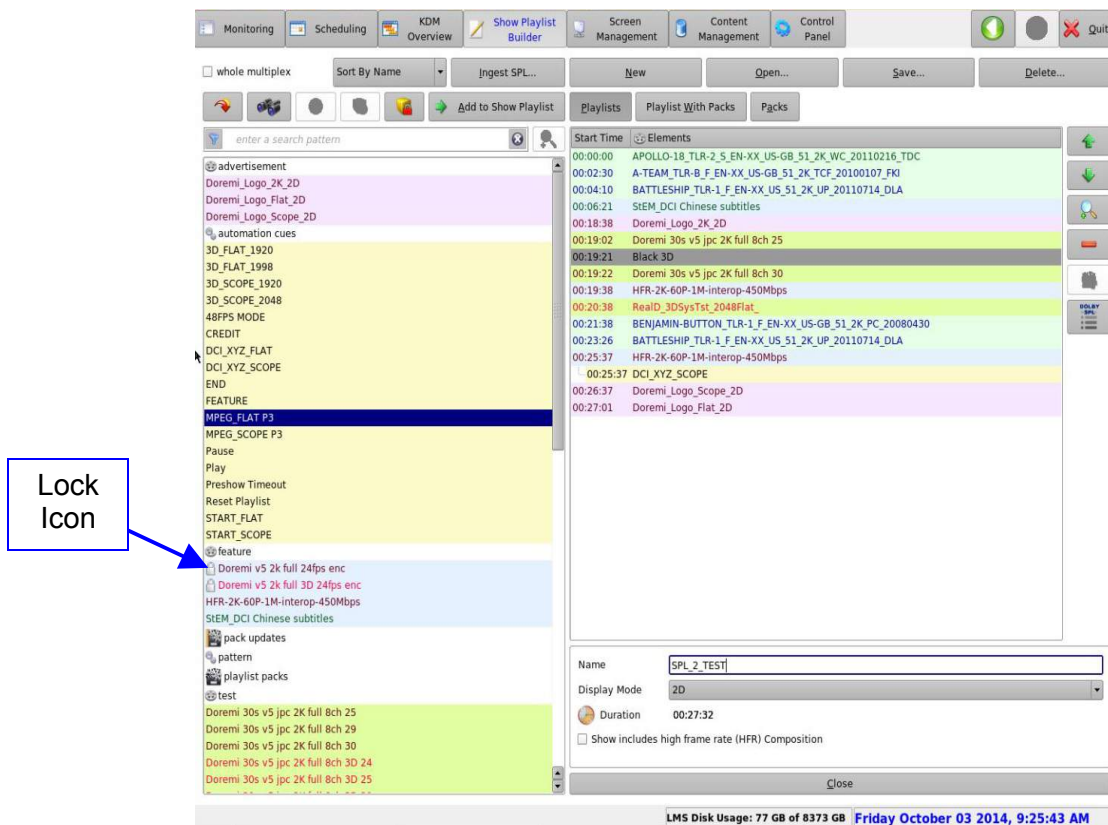 Monitoring
Scheduling
KDM Overview
Show Playlist Builder
Screen Management
Content Management
Control Panel
Quit
whole multiplex
Sort By Name
Ingest SPL...
New
Open...
Save...
Delete...
Add to Show Playlist
Playlists
Playlist With Packs
Packs
enter a search pattern
advertisement
Doremi_Logo_2K_2D
Doremi_Logo_Flat_2D
Doremi_Logo_Scope_2D
automation cues
3D_FLAT_1920
3D_FLAT_1998
3D_SCOPE_1920
3D_SCOPE_2048
48FPS MODE
CREDIT
DCI_XYZ_FLAT
DCI_XYZ_SCOPE
END
FEATURE
MPEG_FLAT P3
MPEG_SCOPE P3
Pause
Play
Preshow Timeout
Reset Playlist
START_FLAT
START_SCOPE
feature
Doremi v5 2k full 24fps enc
Doremi v5 2k full 3D 24fps enc
HFR-2K-60P-1M-interop-450Mbps
StEM_DCI Chinese subtitles
pack updates
pattern
playlist packs
test
Doremi 30s v5 jpc 2K full 8ch 25
Doremi 30s v5 jpc 2K full 8ch 29
Doremi 30s v5 jpc 2K full 8ch 30
Doremi 30s v5 jpc 2K full 8ch 3D 24
Doremi 30s v5 jpc 2K full 8ch 3D 25
Lock
Icon
Start Time Elements
00:00:00 APOLLO-18_TLR-2_S_EN-XX_US-GB_51_2K_WC_20110216_TDC
00:02:30 A-TEAM_TLR-B_F_EN-XX_US-GB_51_2K_TCF_20100107_FKI
00:04:10 BATTLESHIP_TLR-1_F_EN-XX_US_51_2K_UP_20110714_DLA
00:06:21 StEM_DCI Chinese subtitles
00:18:38 Doremi_Logo_2K_2D
00:19:02 Doremi 30s v5 jpc 2K full 8ch 25
00:19:21 Black 3D
00:19:22 Doremi 30s v5 jpc 2K full 8ch 30
00:19:38 HFR-2K-60P-1M-interop-450Mbps
00:20:38 RealD_3DSysTst_2048Flat_
00:21:38 BENJAMIN-BUTTON_TLR-1_F_EN-XX_US-GB_51_2K_PC_20080430
00:23:26 BATTLESHIP_TLR-1_F_EN-XX_US_51_2K_UP_20110714_DLA
00:25:37 HFR-2K-60P-1M-interop-450Mbps
00:25:37 DCI_XYZ_SCOPE
00:26:37 Doremi_Logo_Scope_2D
00:27:01 Doremi_Logo_Flat_2D
DOLBY
SPL
Name SPL_2_TEST
Display Mode 2D
Duration 00:27:32
Show includes high frame rate (HFR) Composition
Close
LMS Disk Usage: 77 GB of 8373 GB Friday October 03 2014, 9:25:43 AM